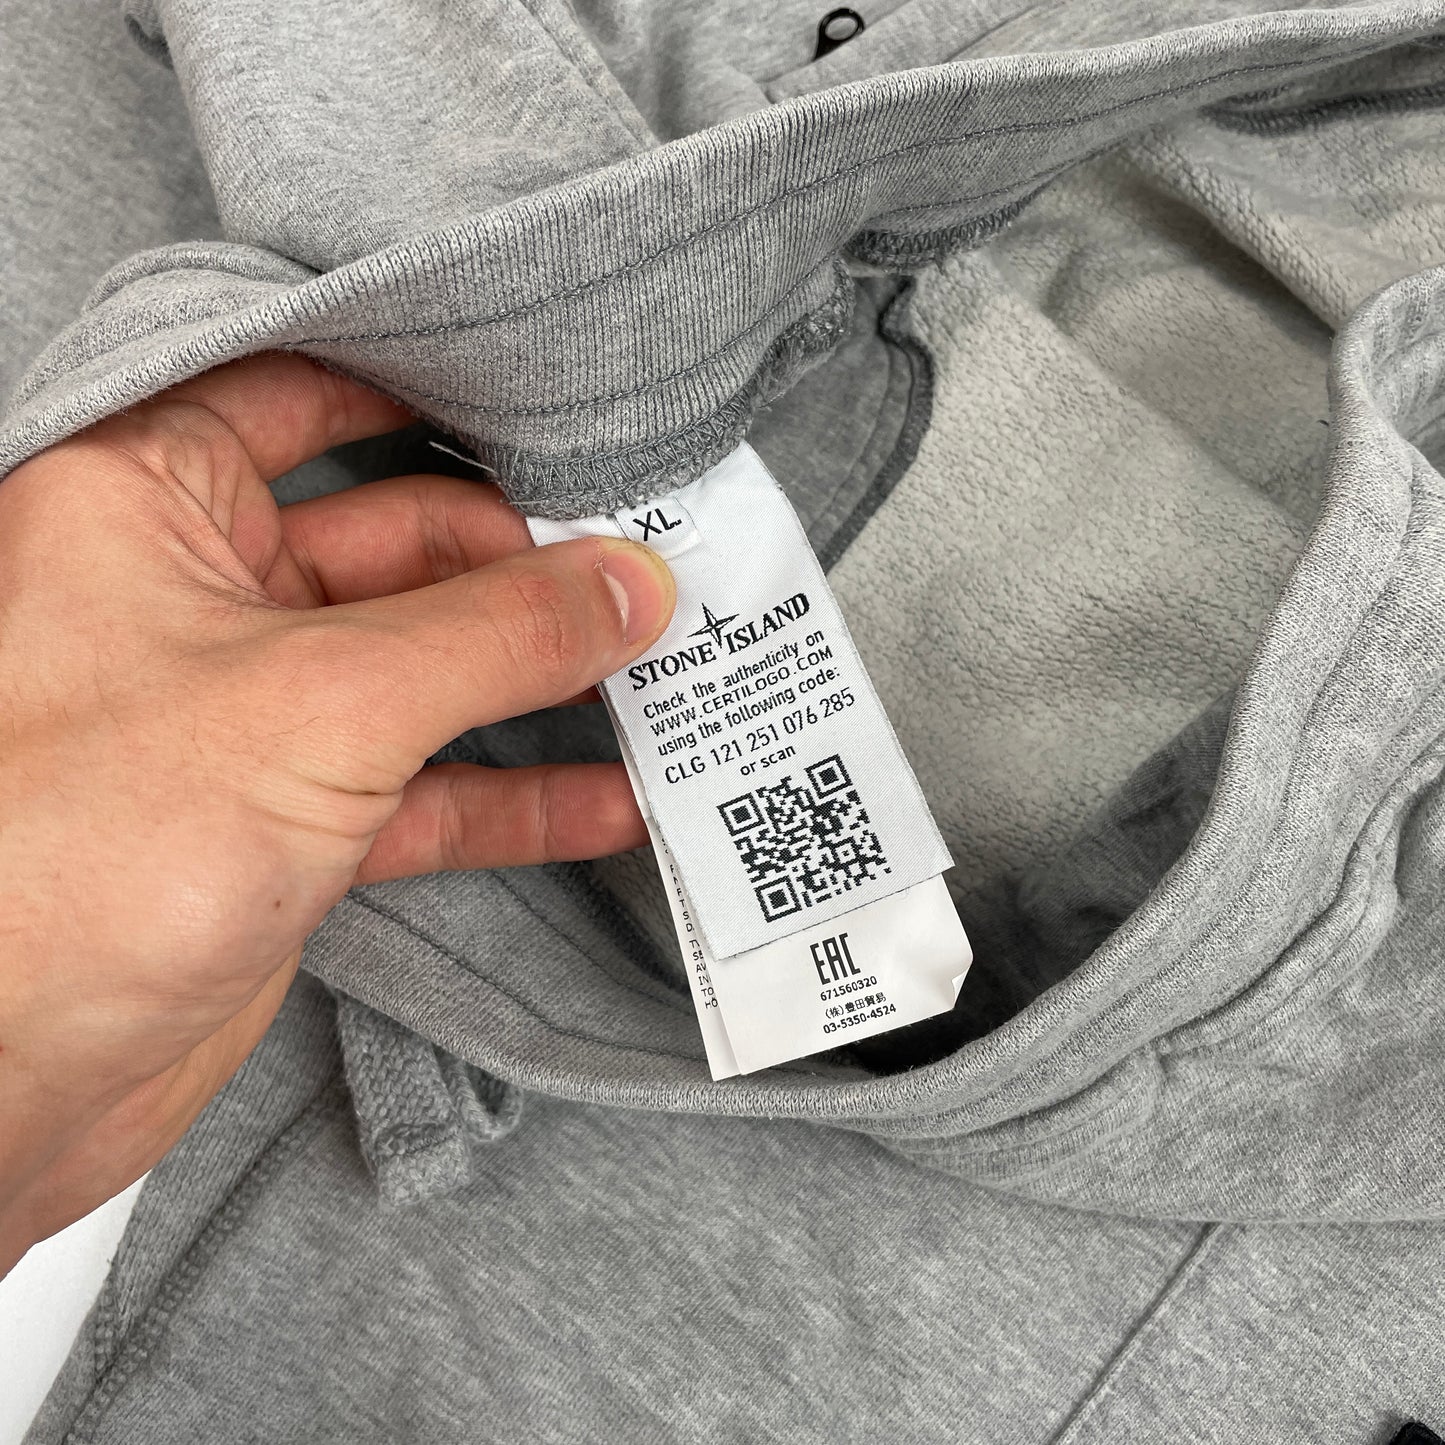 XL
STONE ISLAND
Check the authenticity on
WWW.CERTILOGO.COM
using the following code:
CLG 121 251 076 285
or scan
EAC
671560320
(株)豊田貿易
03-5350-4524